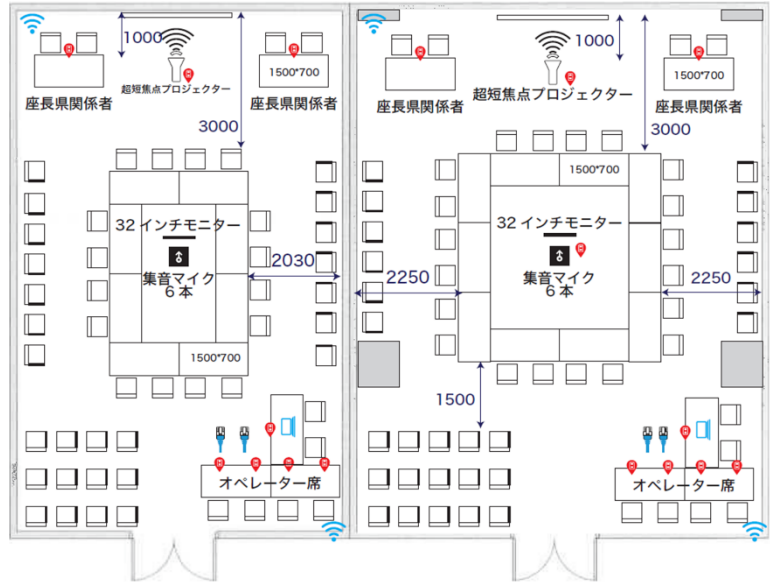 1000
超短焦点プロジェクター
座長県関係者
1500*700
座長県関係者
3000
32インチモニター
集音マイク
6本
2030
1500*700
オペレーター席
1000
超短焦点プロジェクター
座長県関係者
1500*700
座長県関係者
3000
1500*700
32インチモニター
集音マイク
6本
2250
2250
1500
オペレーター席